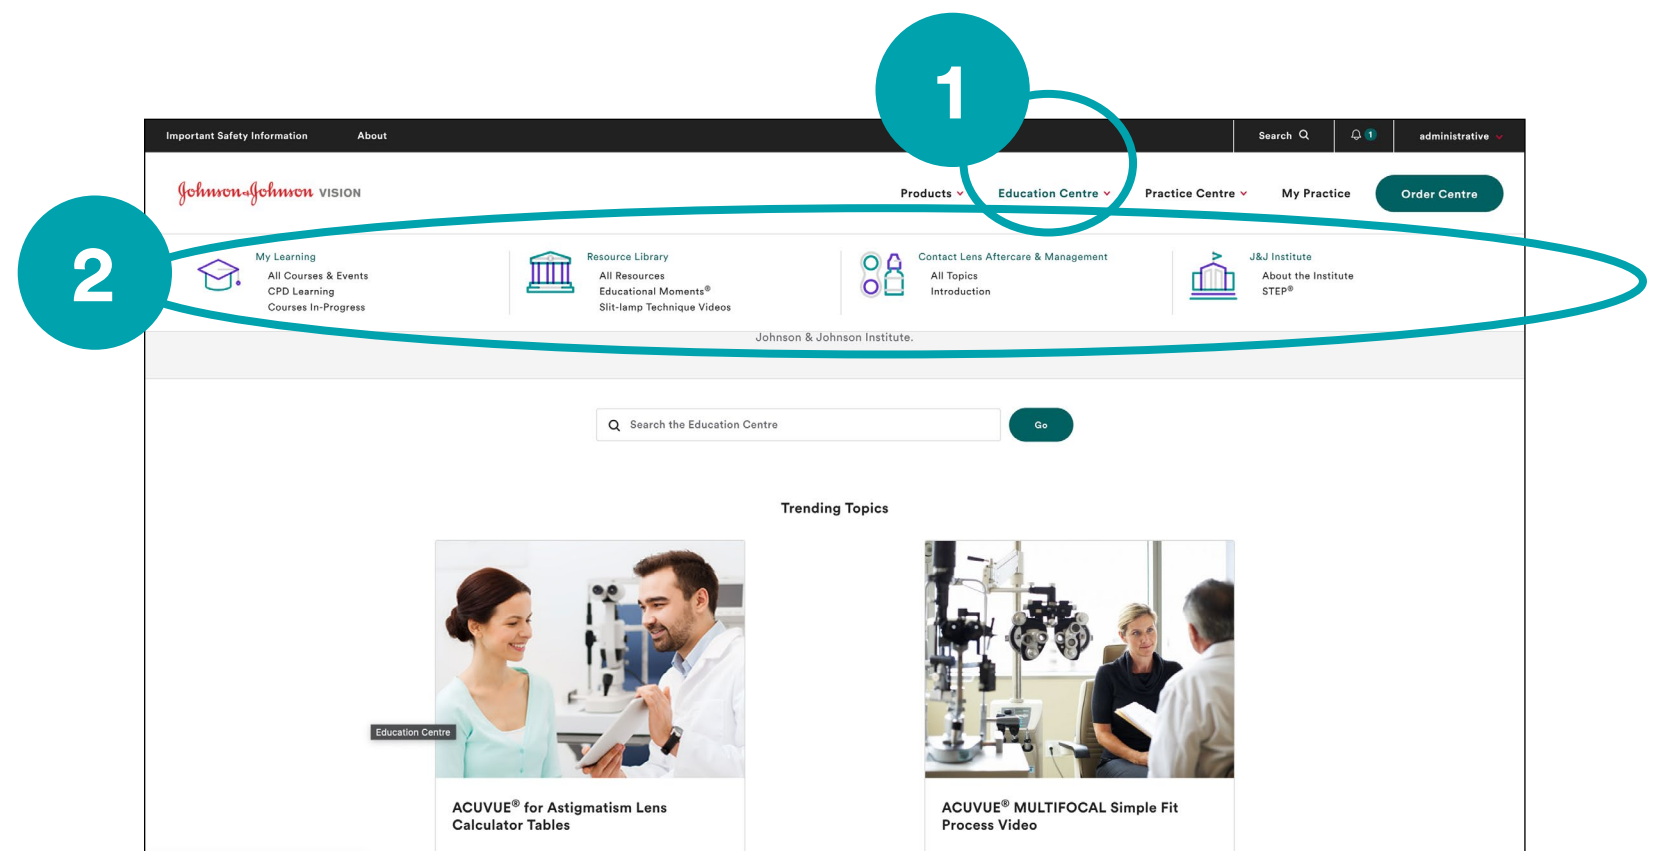 1
Important Safety Information
About
Search
1
administrative
Johnson & Johnson VISION
Products
Education Centre
Practice Centre
My Practice
Order Centre
2
My Learning
All Courses & Events
CPD Learning
Courses In-Progress
Resource Library
All Resources
Educational Moments®
Slit-lamp Technique Videos
Contact Lens Aftercare & Management
All Topics
Introduction
J&J Institute
About the Institute
STEP®
Johnson & Johnson Institute.
Search the Education Centre
Go
Trending Topics
Education Centre
ACUVUE® for Astigmatism Lens
Calculator Tables
ACUVUE® MULTIFOCAL Simple Fit
Process Video